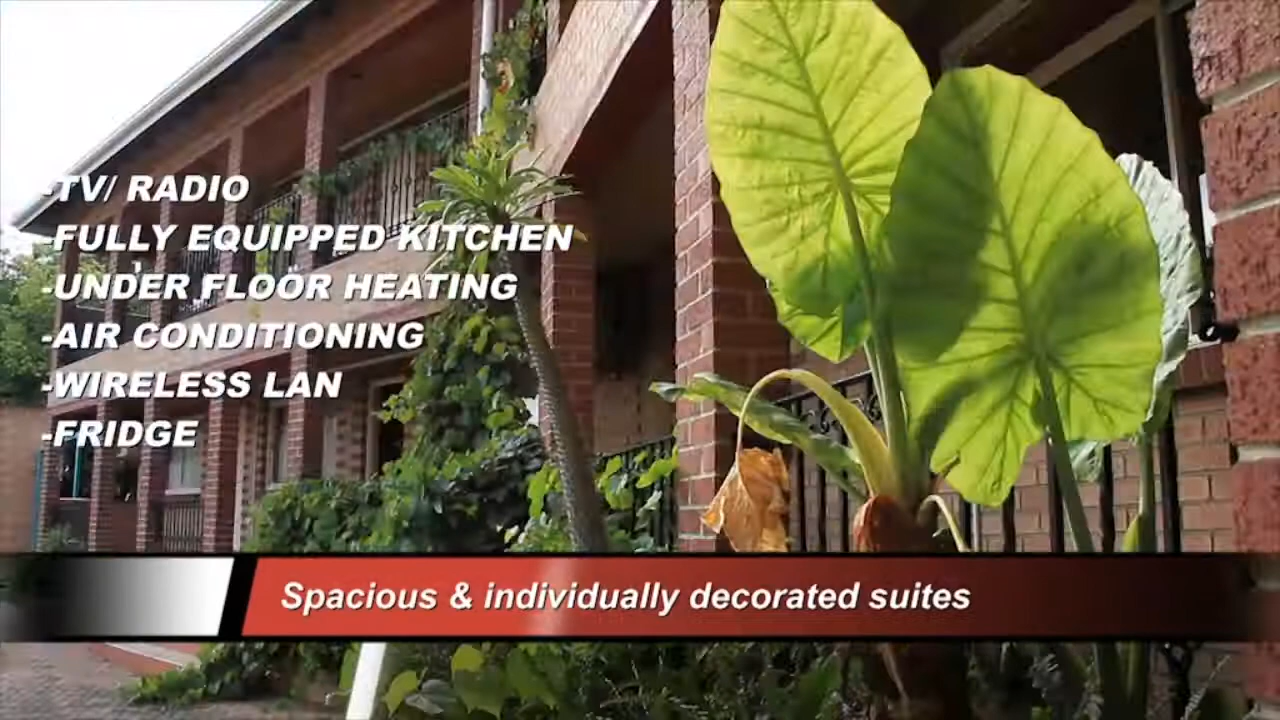 -TV/ RADIO
-FULLY EQUIPPED KITCHEN
-UNDER FLOOR HEATING
-AIR CONDITIONING
-WIRELESS LAN
-FRIDGE
Spacious & individually decorated suites